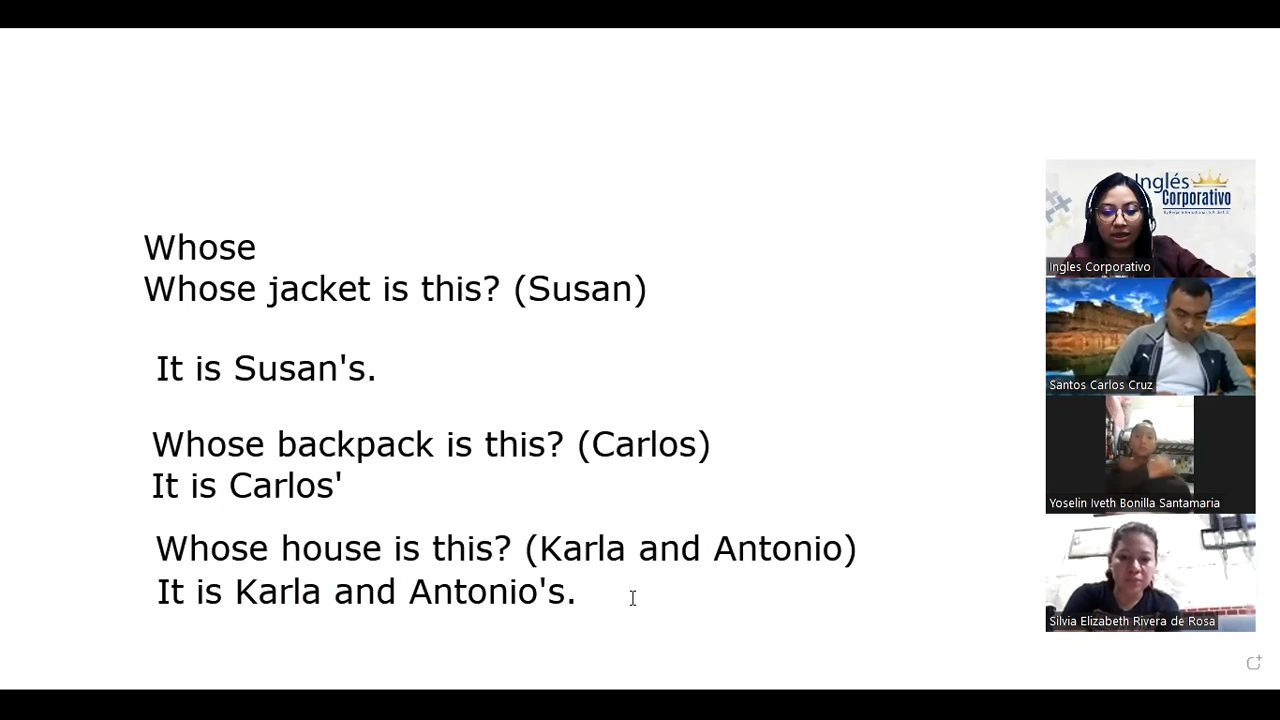 Whose
Whose jacket is this? (Susan)
It is Susan's.
Whose backpack is this? (Carlos)
It is Carlos'
Whose house is this? (Karla and Antonio)
It is Karla and Antonio's.
Inglés
Corporativo
Ingles Corporativo
Santos Carlos Cruz
Yoselin Iveth Bonilla Santamaria
Silvia Elizabeth Rivera de Rosa